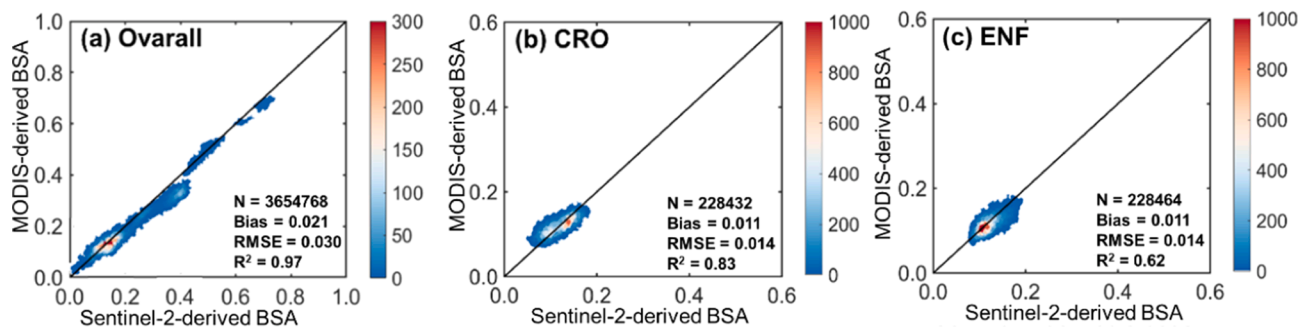 (a) Ovarall
MODIS-derived BSA
1.0
0.8
0.6
0.4
0.2
0.0
0.0 0.2 0.4 0.6 0.8 1.0
Sentinel-2-derived BSA
N = 3654768
Bias = 0.021
RMSE = 0.030
R² = 0.97
300
250
200
150
100
50
0
(b) CRO
MODIS-derived BSA
0.6
0.4
0.2
0.0
0.0 0.2 0.4 0.6
Sentinel-2-derived BSA
N = 228432
Bias = 0.011
RMSE = 0.014
R² = 0.83
1000
800
600
400
200
0
(c) ENF
MODIS-derived BSA
0.6
0.4
0.2
0.0
0.0 0.2 0.4 0.6
Sentinel-2-derived BSA
N = 228464
Bias = 0.011
RMSE = 0.014
R² = 0.62
1000
800
600
400
200
0